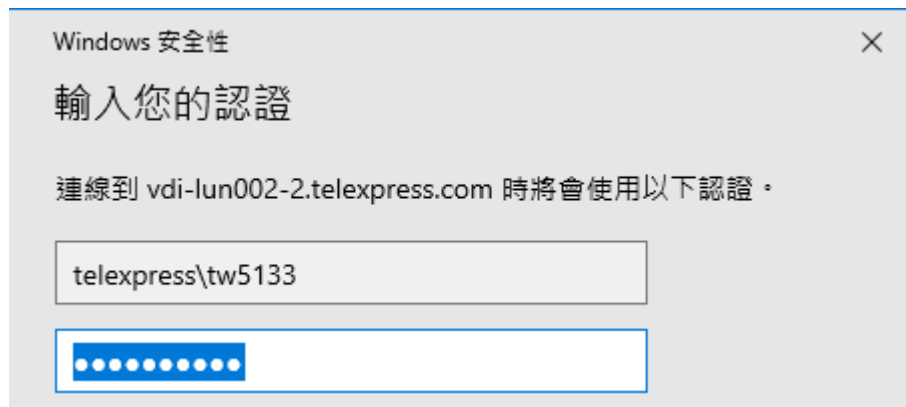 Windows 安全性
輸入您的認證
連線到 vdi-lun002-2.telexpress.com 時將會使用以下認證。
telexpress\tw5133
●●●●●●●●●●